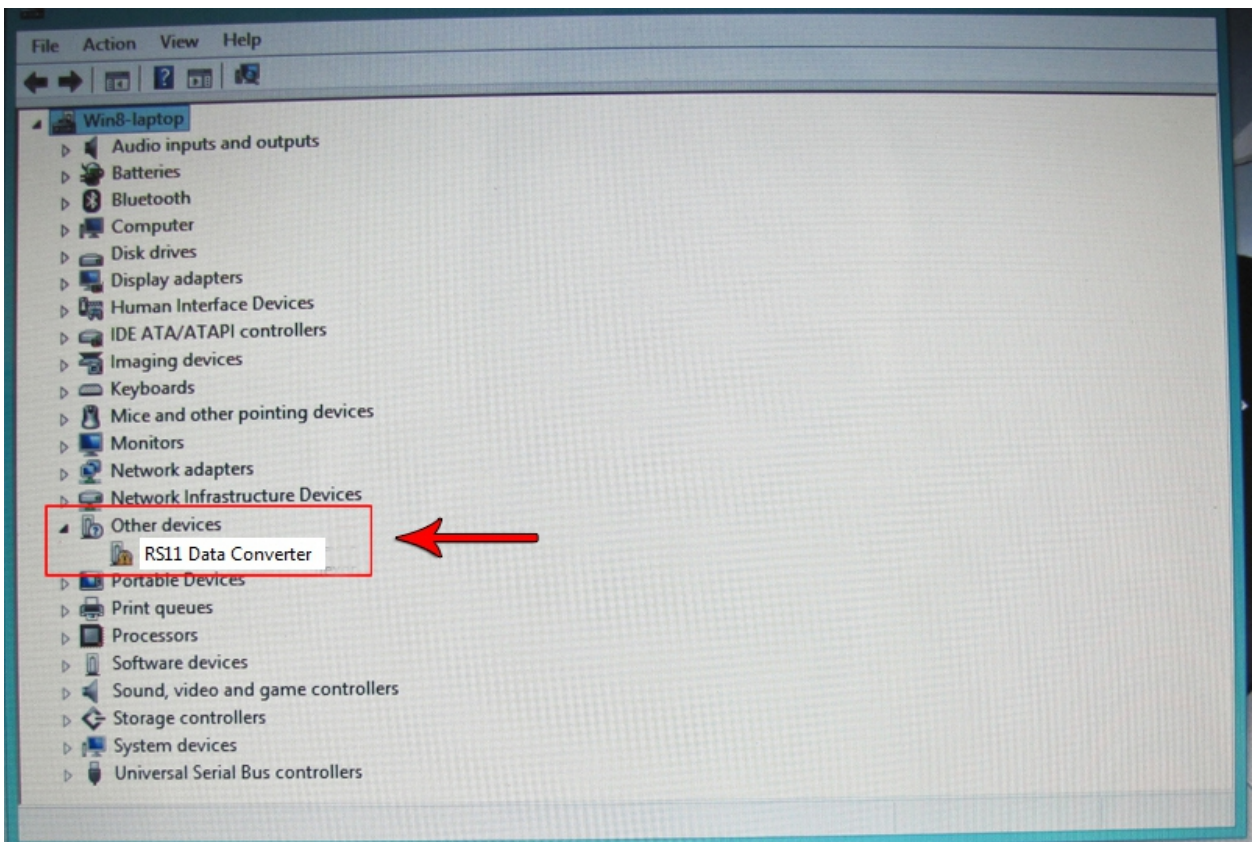 File Action View Help
Win8-laptop
Audio inputs and outputs
Batteries
Bluetooth
Computer
Disk drives
Display adapters
Human Interface Devices
IDE ATA/ATAPI controllers
Imaging devices
Keyboards
Mice and other pointing devices
Monitors
Network adapters
Network Infrastructure Devices
Other devices
RS11 Data Converter
Portable Devices
Print queues
Processors
Software devices
Sound, video and game controllers
Storage controllers
System devices
Universal Serial Bus controllers